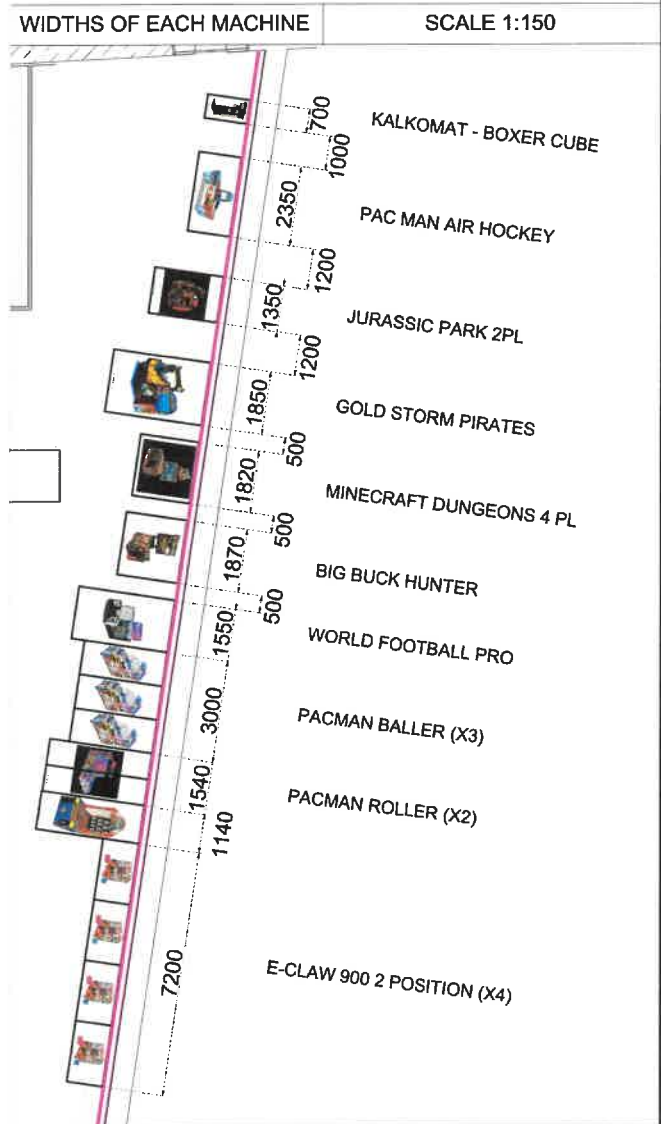 WIDTHS OF EACH MACHINE
SCALE 1:150
700
KALKOMAT - BOXER CUBE
1000
2350
PAC MAN AIR HOCKEY
1200
1350
JURASSIC PARK 2PL
1200
1850
GOLD STORM PIRATES
500
1820
MINECRAFT DUNGEONS 4 PL
500
1870
BIG BUCK HUNTER
500
1550
WORLD FOOTBALL PRO
3000
PACMAN BALLER (X3)
1540
PACMAN ROLLER (X2)
1140
7200
E-CLAW 900 2 POSITION (X4)